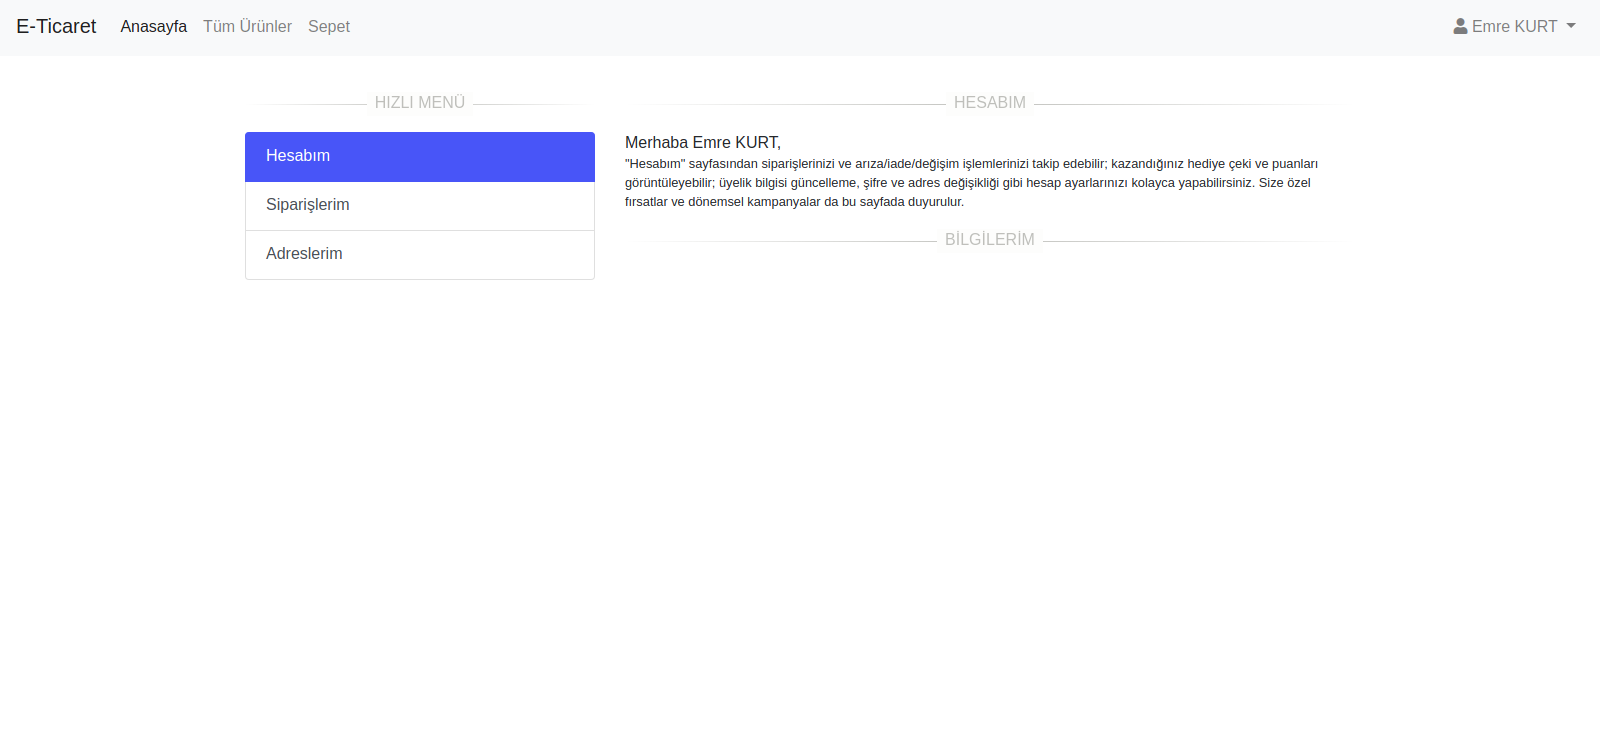 E-Ticaret Anasayfa Tüm Ürünler Sepet Emre KURT
HIZLI MENÜ
Hesabım
Siparişlerim
Adreslerim
HESABIM
Merhaba Emre KURT,
"Hesabım" sayfasından siparişlerinizi ve arıza/iade/değişim işlemlerinizi takip edebilir; kazandığınız hediye çeki ve puanları
görüntüleyebilir; üyelik bilgisi güncelleme, şifre ve adres değişikliği gibi hesap ayarlarınızı kolayca yapabilirsiniz. Size özel
fırsatlar ve dönemsel kampanyalar da bu sayfada duyurulur.
BİLGİLERİM